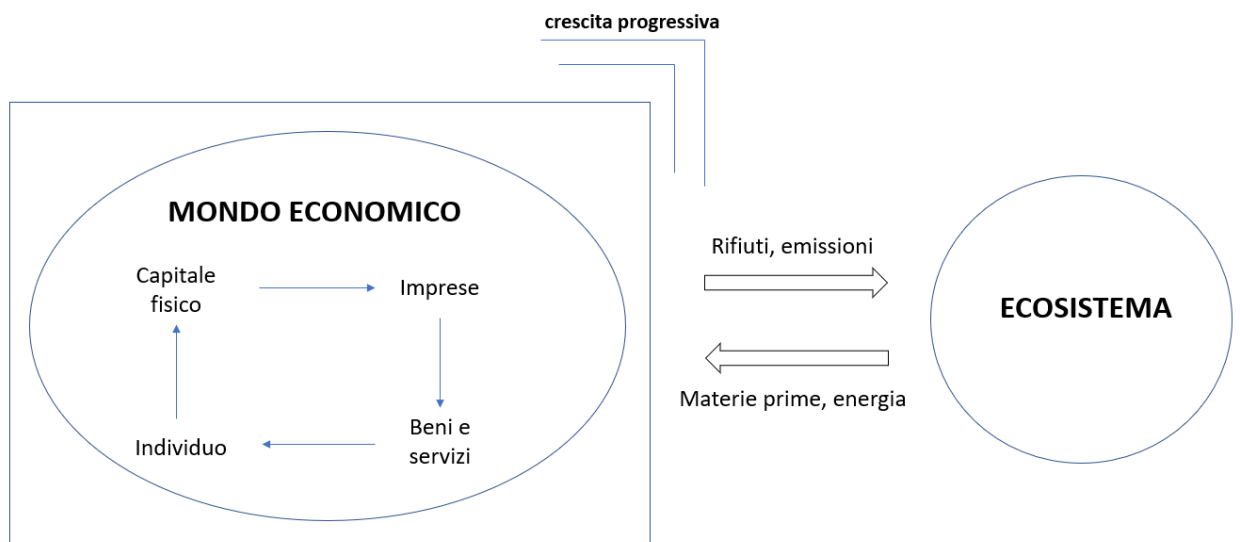 crescita progressiva
MONDO ECONOMICO
Capitale
fisico
Imprese
Individuo
Beni e
servizi
Rifiuti, emissioni
Materie prime, energia
ECOSISTEMA